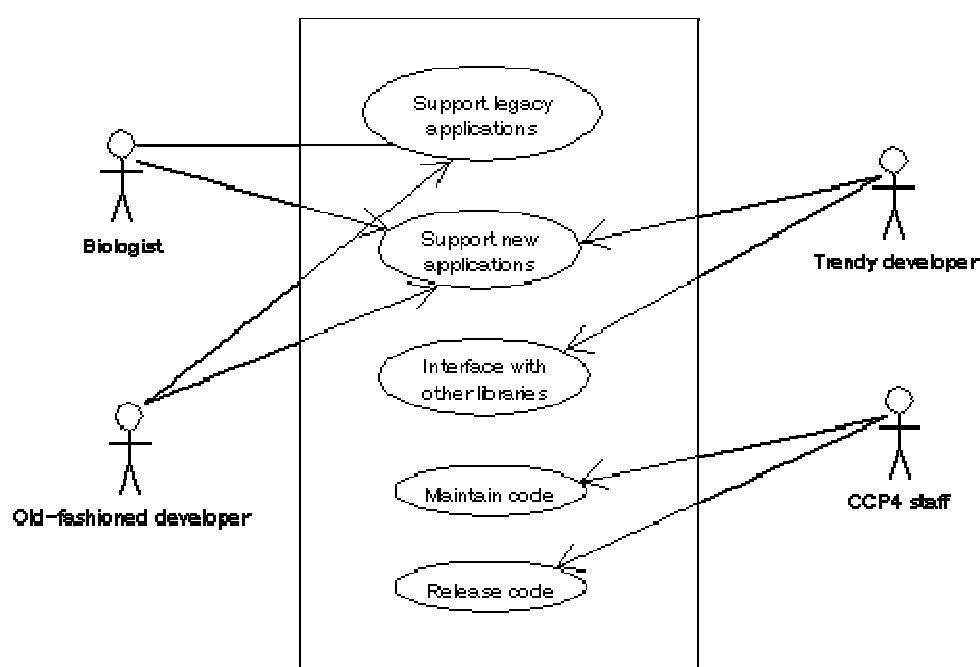 Support legacy
applications
Biologist
Support new
applications
Trendy developer
Interface with
other libraries
Old-fashioned developer
Maintain code
CCP4 staff
Release code